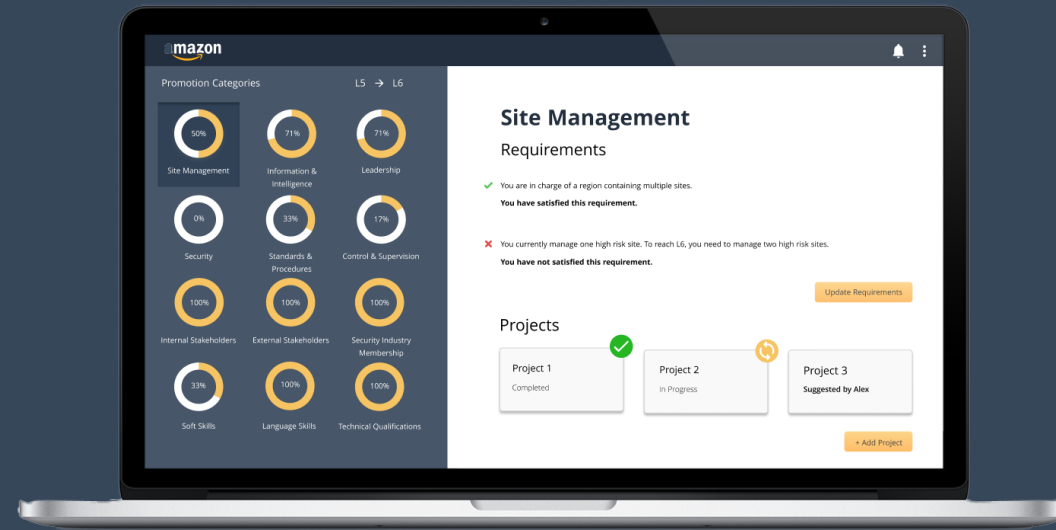 amazon
Promotion Categories
L5 → L6
50%
71%
71%
Site Management
Information &
Intelligence
Leadership
0%
33%
17%
Security
Standards &
Procedures
Control & Supervision
100%
100%
100%
Internal Stakeholders
External Stakeholders
Security Industry
Membership
33%
100%
100%
Soft Skills
Language Skills
Technical Qualifications
Site Management
Requirements
You are in charge of a region containing multiple sites.
You have satisfied this requirement.
You currently manage one high risk site. To reach L6, you need to manage two high risk sites.
You have not satisfied this requirement.
Update Requirements
Projects
Project 1
Completed
Project 2
In Progress
Project 3
Suggested by Alex
+ Add Project